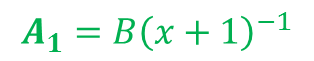 A₁ = B(x + 1)⁻¹